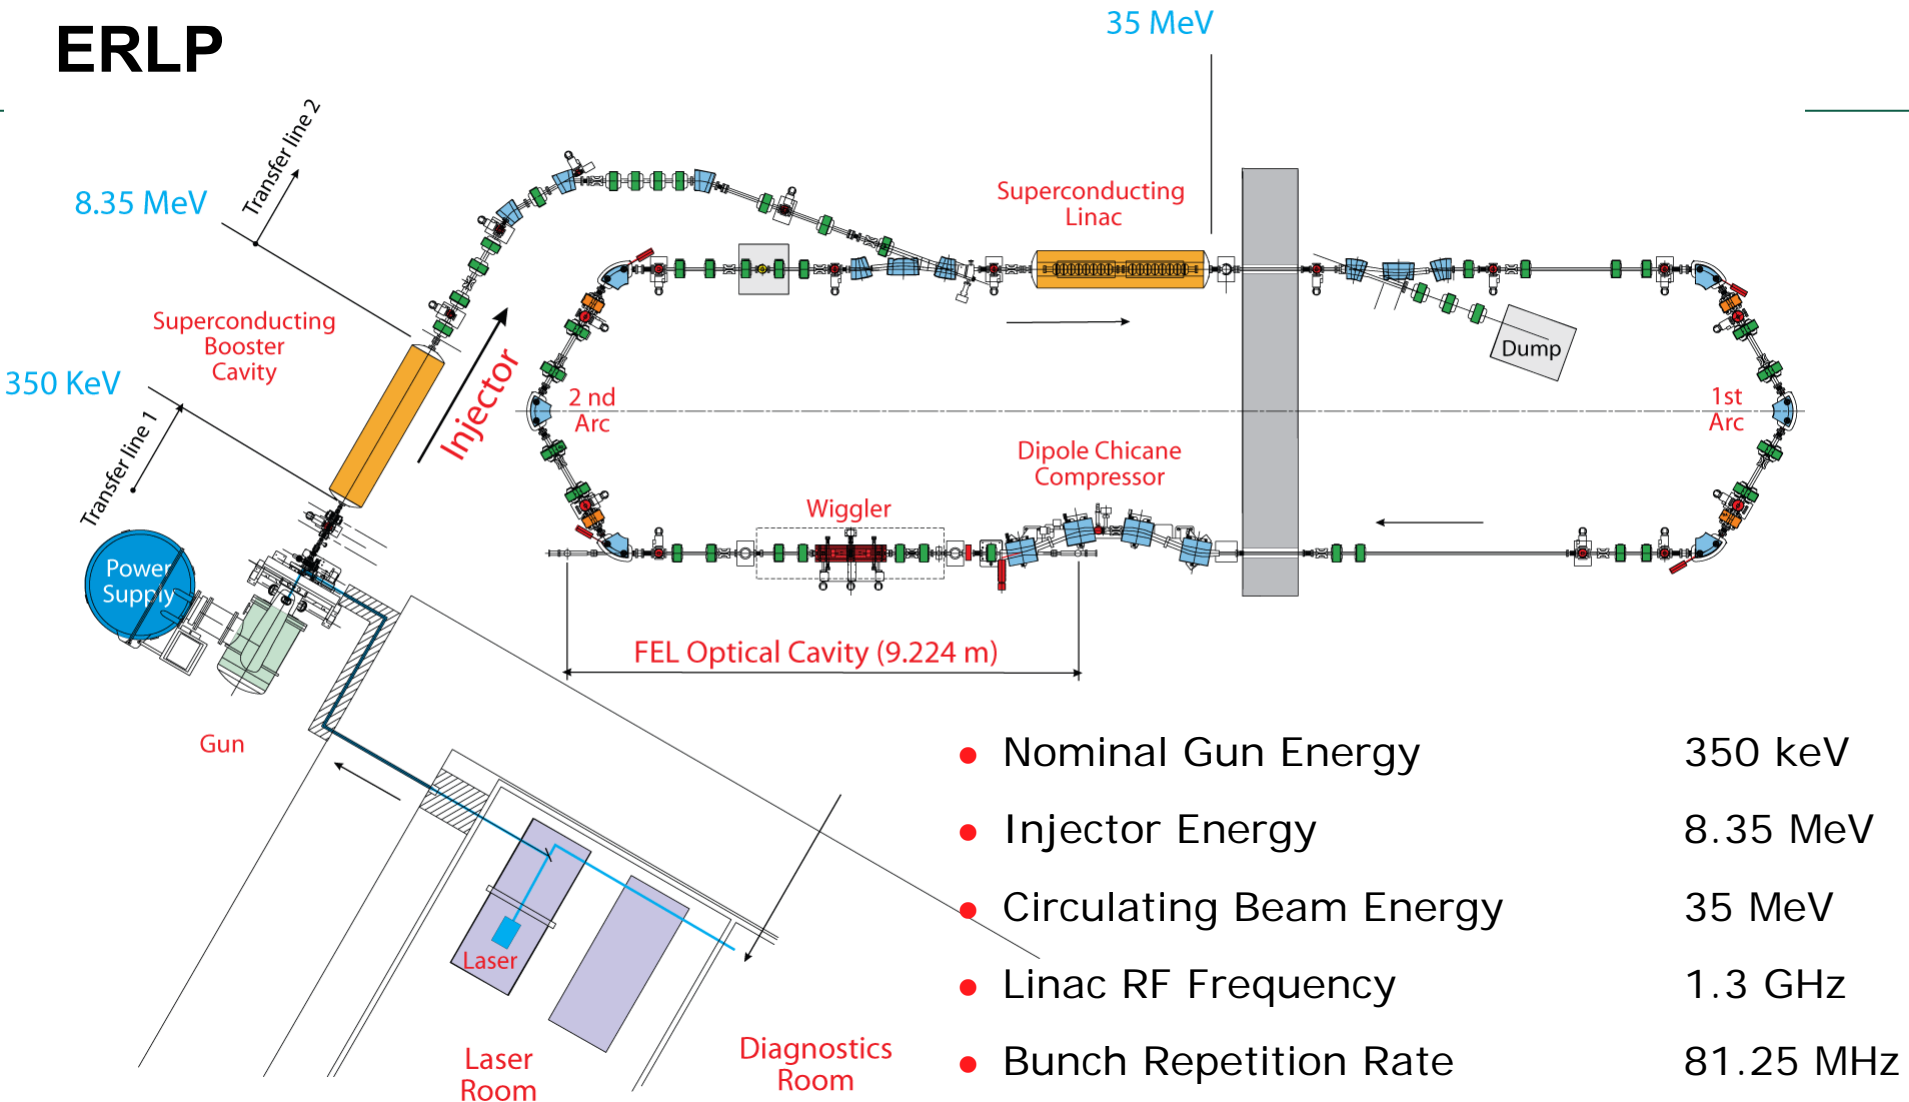 ERLP
35 MeV
Transfer line 2
8.35 MeV
Superconducting
Linac
Superconducting
Booster
Cavity
350 KeV
Transfer line 1
Injector
Dump
2 nd
Arc
1st
Arc
Dipole Chicane
Compressor
Wiggler
Power
Supply
FEL Optical Cavity (9.224 m)
Gun
Laser
Laser
Room
Diagnostics
Room
• Nominal Gun Energy 350 keV
• Injector Energy 8.35 MeV
• Circulating Beam Energy 35 MeV
• Linac RF Frequency 1.3 GHz
• Bunch Repetition Rate 81.25 MHz